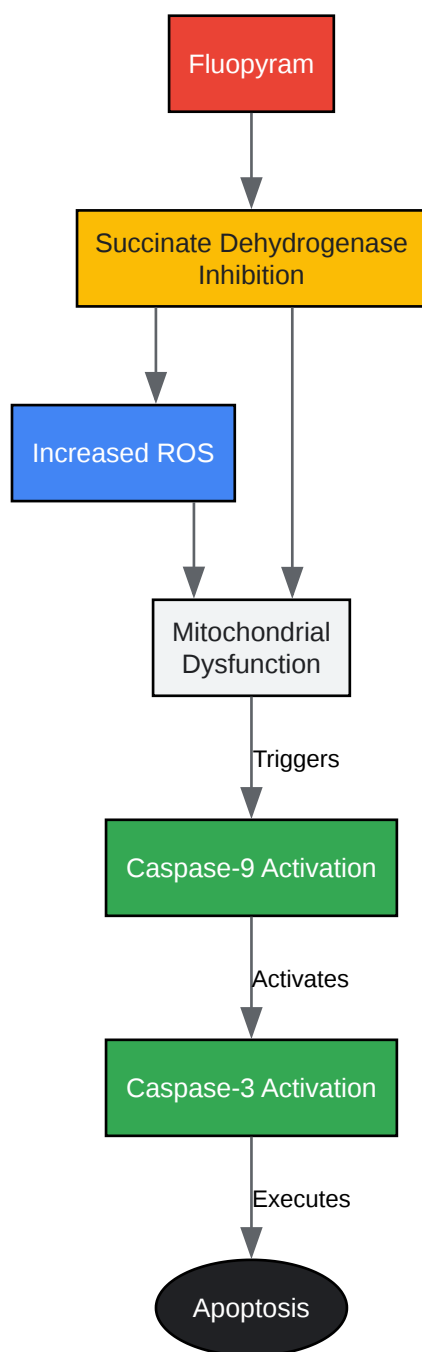 Fluopyram
Succinate Dehydrogenase
Inhibition
Increased ROS
Mitochondrial
Dysfunction
Triggers
Caspase-9 Activation
Activates
Caspase-3 Activation
Executes
Apoptosis